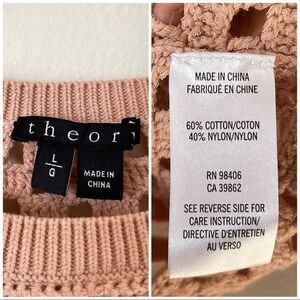 theory
L
G
MADE IN
CHINA
MADE IN CHINA
FABRIQUÉ EN CHINE
60% COTTON/COTON
40% NYLON/NYLON
RN 98406
CA 39862
SEE REVERSE SIDE FOR
CARE INSTRUCTION/
DIRECTIVE D'ENTRETIEN
AU VERSO